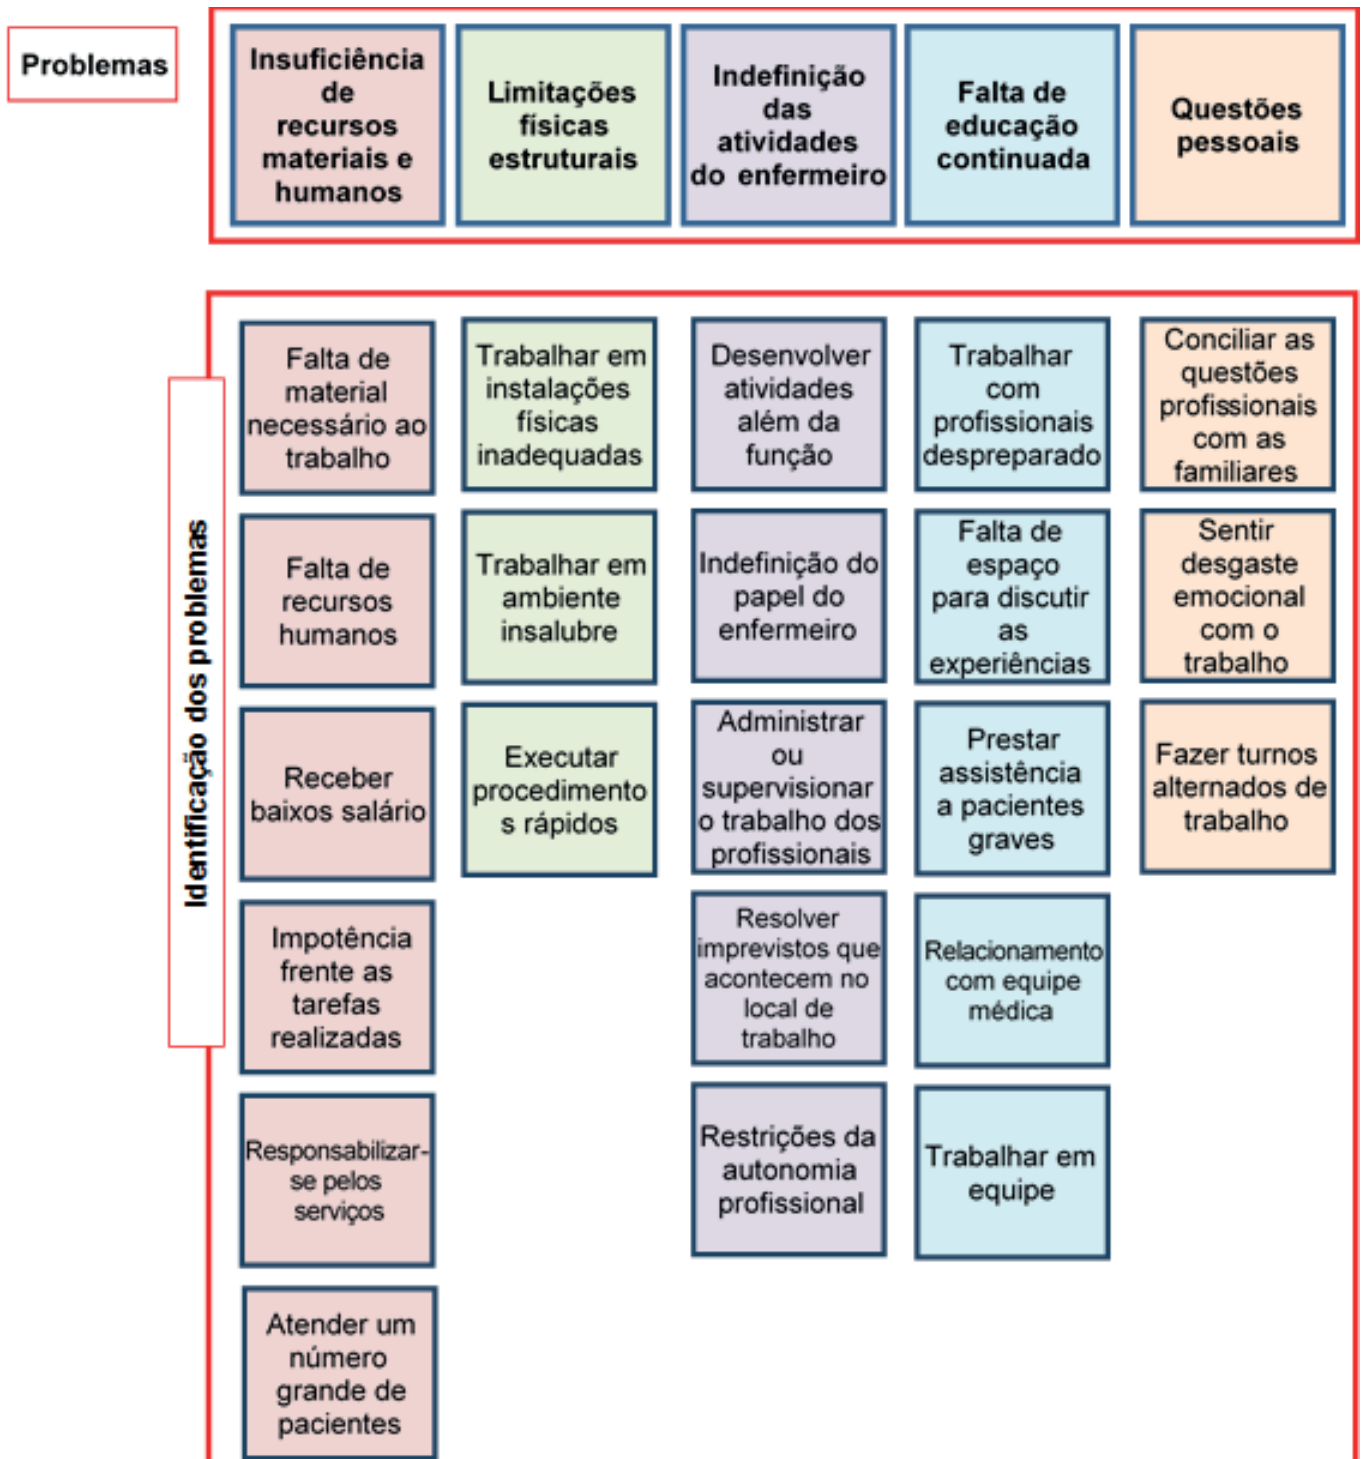 Problemas
Insuficiência
de
recursos
materiais e
humanos
Limitações
físicas
estruturais
Indefinição
das
atividades
do enfermeiro
Falta de
educação
continuada
Questões
pessoais
Identificação dos problemas
Falta de
material
necessário ao
trabalho
Falta de
recursos
humanos
Receber
baixos salário
Impotência
frente as
tarefas
realizadas
Responsabilizar-
se pelos
serviços
Atender um
número
grande de
pacientes
Trabalhar em
instalações
físicas
inadequadas
Trabalhar em
ambiente
insalubre
Executar
procedimento
s rápidos
Desenvolver
atividades
além da
função
Indefinição do
papel do
enfermeiro
Administrar
ou
supervisionar
o trabalho dos
profissionais
Resolver
imprevistos que
acontecem no
local de
trabalho
Restrições da
autonomia
profissional
Trabalhar
com
profissionais
despreparado
Falta de
espaço
para discutir
as
experiências
Prestar
assistência
a pacientes
graves
Relacionamento
com equipe
médica
Trabalhar em
equipe
Conciliar as
questões
profissionais
com as
familiares
Sentir
desgaste
emocional
com o
trabalho
Fazer turnos
alternados de
trabalho